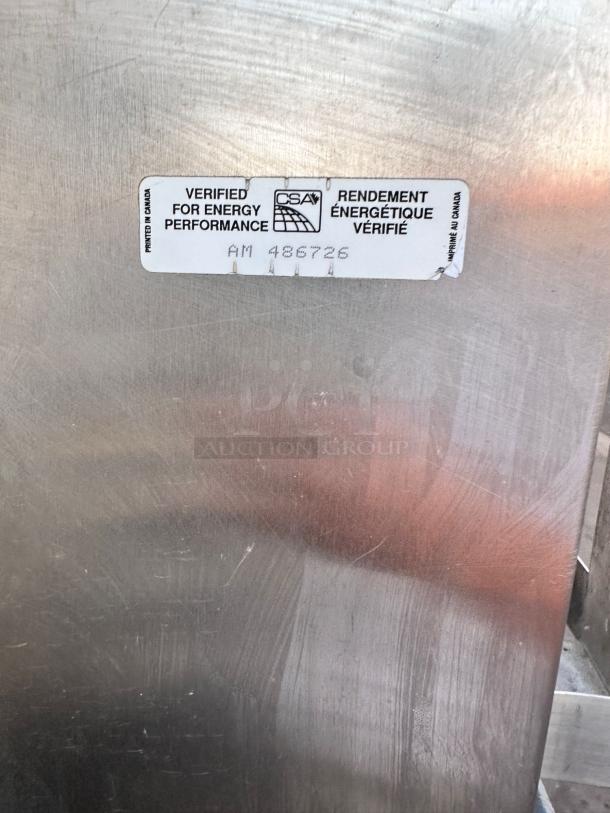 PRINTED IN CANADA
VERIFIED
FOR ENERGY
PERFORMANCE
CSA
RENDEMENT
ÉNERGÉTIQUE
VÉRIFIÉ
IMPRIMÉ AU CANADA
AM 486726
AUCTION GROUP